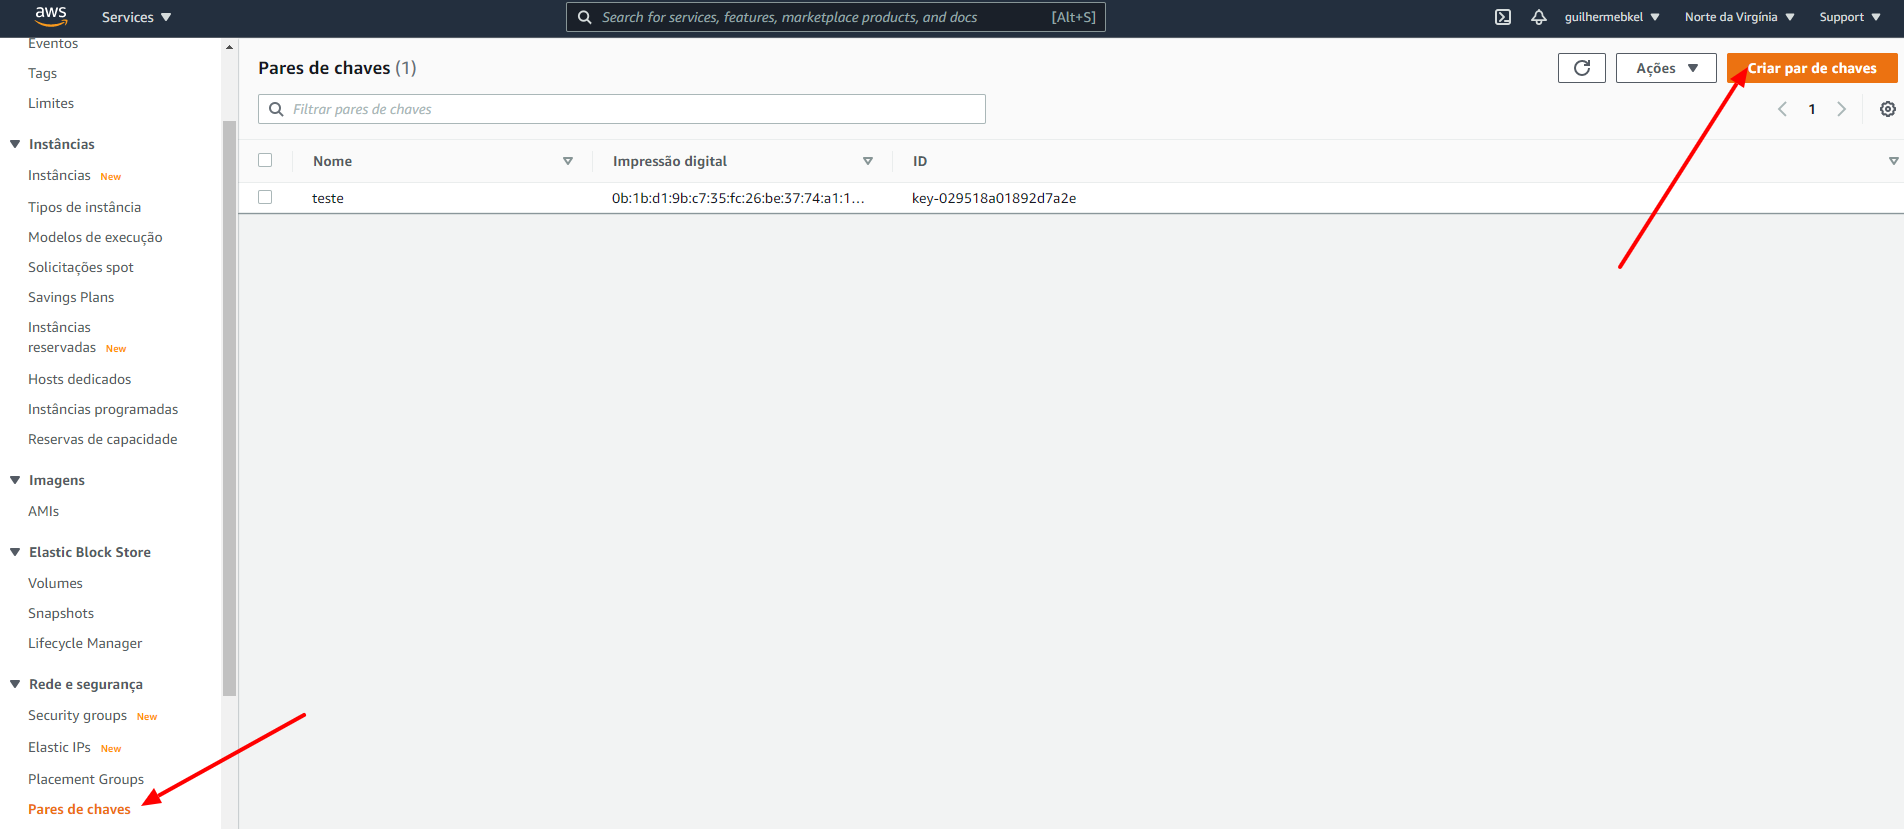 aws Services Search for services, features, marketplace products, and docs [Alt+S] guilhermebkel Norte da Virgínia Support
Eventos
Tags
Limites
Instâncias
Instâncias New
Tipos de instância
Modelos de execução
Solicitações spot
Savings Plans
Instâncias
reservadas New
Hosts dedicados
Instâncias programadas
Reservas de capacidade
Imagens
AMIs
Elastic Block Store
Volumes
Snapshots
Lifecycle Manager
Rede e segurança
Security groups New
Elastic IPs New
Placement Groups
Pares de chaves
Pares de chaves (1)
Ações
Criar par de chaves
Filtrar pares de chaves
1
Nome Impressão digital ID
teste 0b:1b:d1:9b:c7:35:fc:26:be:37:74:a1:1... key-029518a01892d7a2e